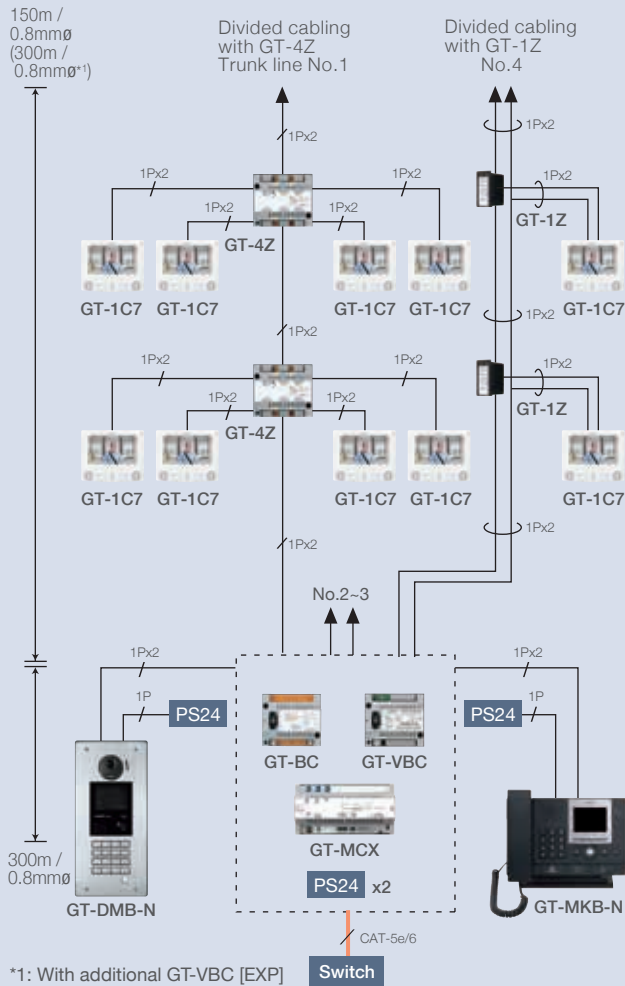 150m /
0.8mmø
(300m /
0.8mmø*1)
Divided cabling
with GT-4Z
Trunk line No.1
Divided cabling
with GT-1Z
No.4
1Px2
1Px2
1Px2
1Px2
1Px2
GT-1Z
1Px2
1Px2
GT-4Z
GT-1C7
GT-1C7
GT-1C7
GT-1C7
GT-1C7
1Px2
1Px2
1Px2
1Px2
1Px2
GT-1Z
1Px2
1Px2
GT-4Z
GT-1C7
GT-1C7
GT-1C7
GT-1C7
GT-1C7
1Px2
1Px2
No.2~3
1Px2
1Px2
1P
PS24
PS24
1P
GT-BC
GT-VBC
GT-MCX
PS24 x2
300m /
0.8mmø
GT-DMB-N
GT-MKB-N
CAT-5e/6
*1: With additional GT-VBC [EXP]
Switch